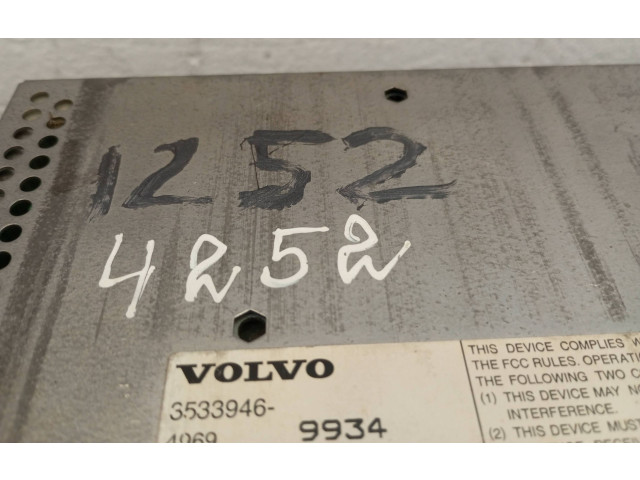 1252
4252
VOLVO
3533946-
4969 9934
THIS DEVICE COMPLIES
THE FCC RULES. OPERATI
THE FOLLOWING TWO C
(1) THIS DEVICE MAY NO
INTERFERENCE.
(2) THIS DEVICE MUST